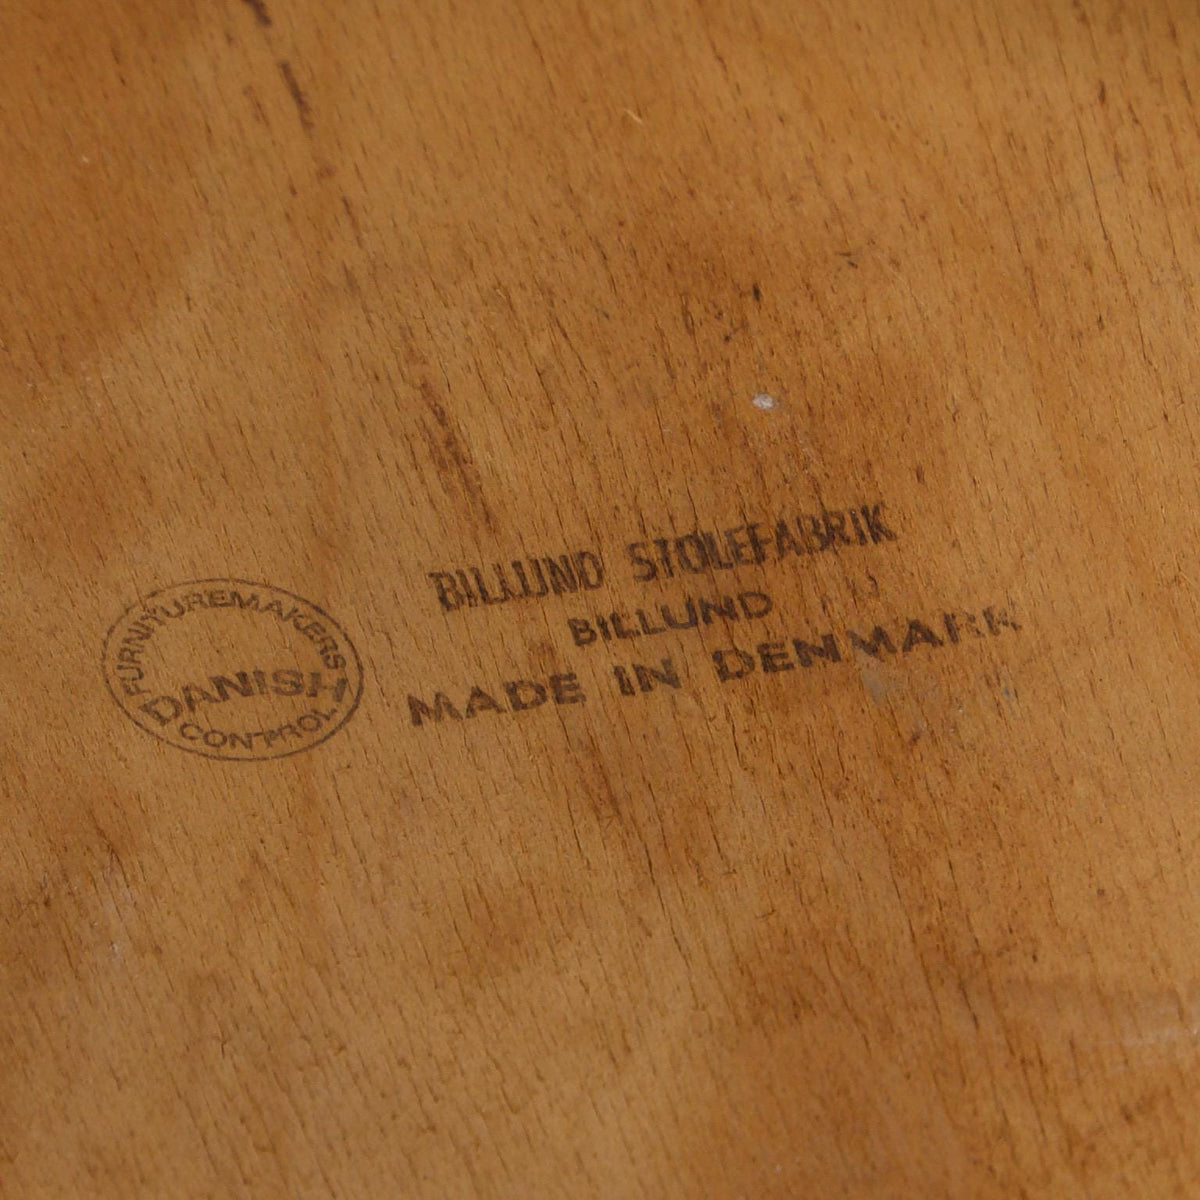 FURNITUREMAKERS
DANISH
CONTROL
BILLUND STOLEFABRIK
BILLUND
MADE IN DENMARK